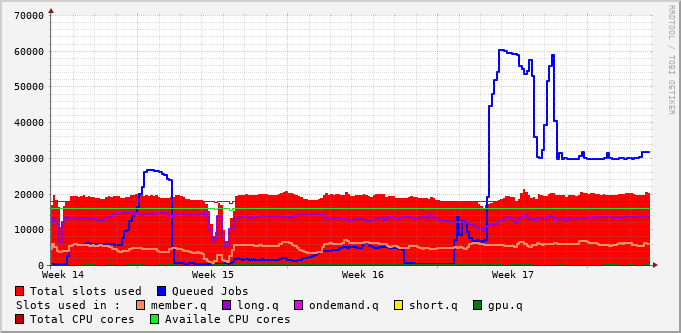 70000
60000
50000
40000
30000
20000
10000
0
Week 14 Week 15 Week 16 Week 17
Total slots used Queued Jobs
Slots used in : member.q long.q ondemand.q short.q gpu.q
Total CPU cores Availale CPU cores
RRDTOOL / TOBI OETIKER